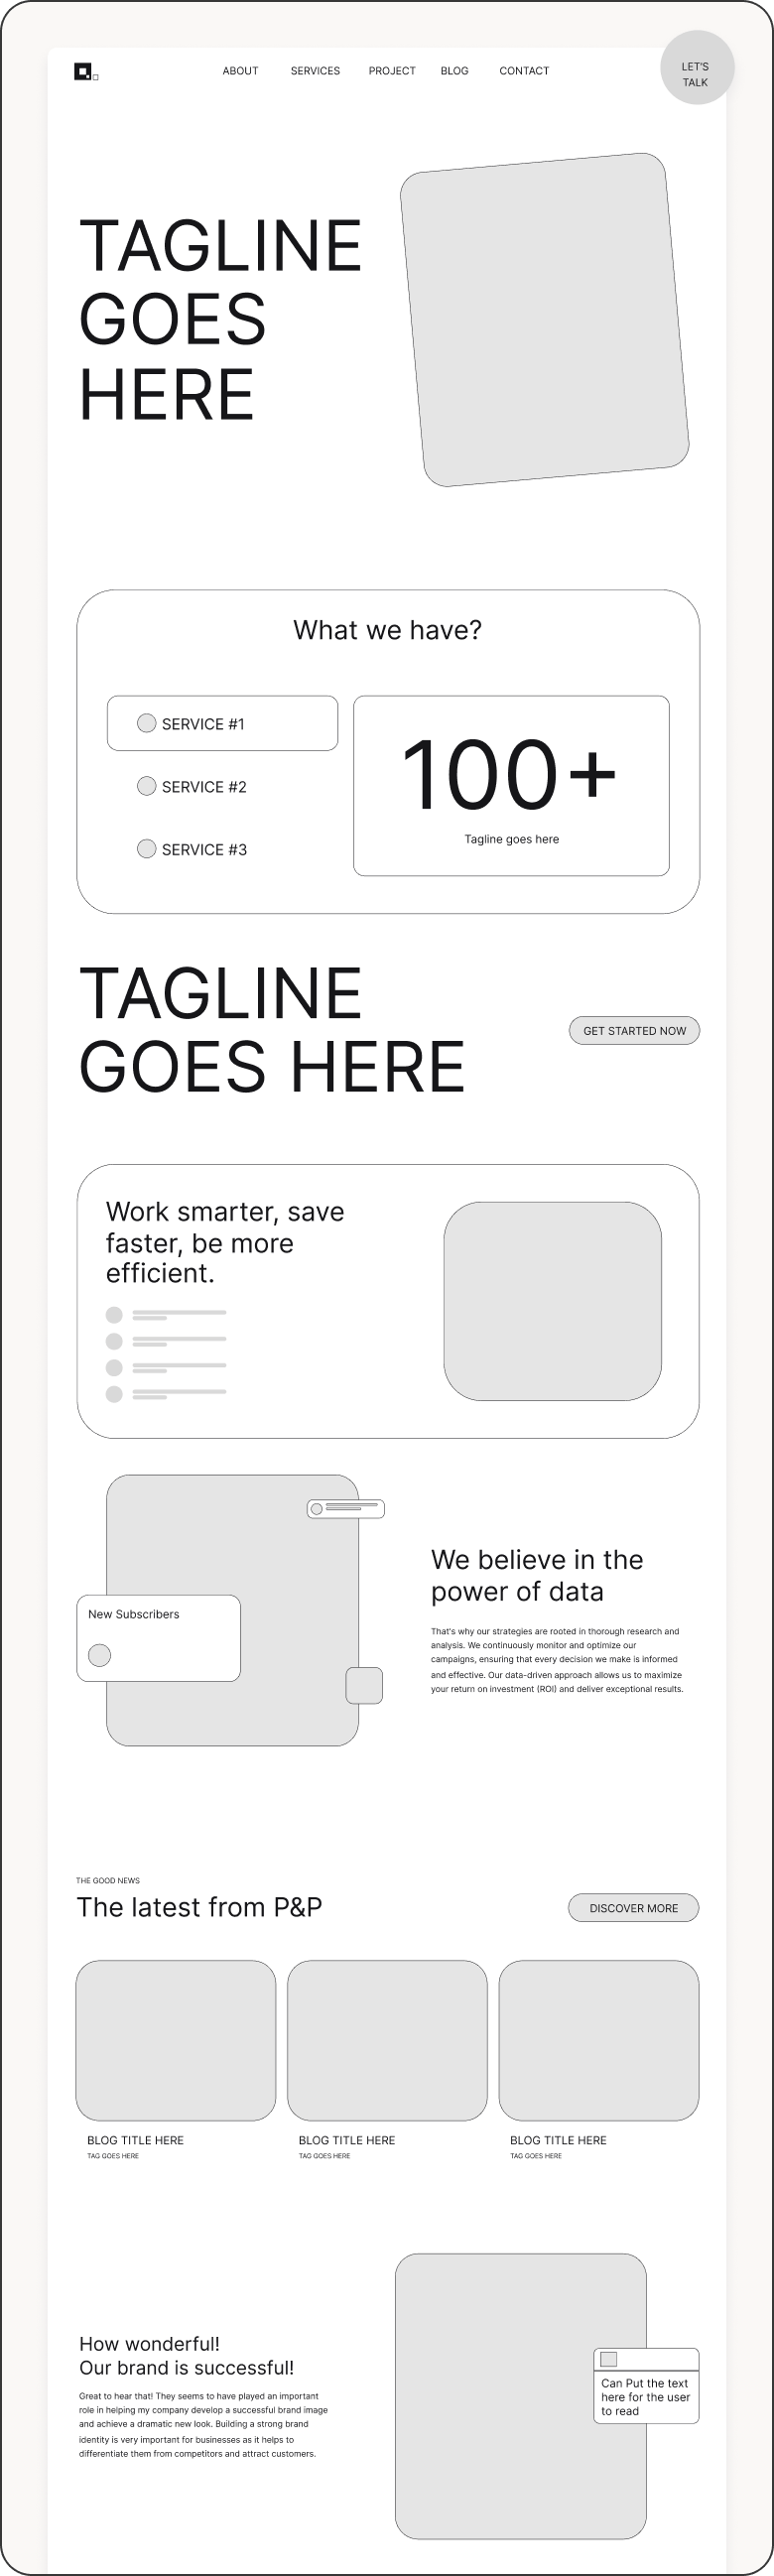 ABOUT SERVICES PROJECT BLOG CONTACT
LET'S
TALK
TAGLINE
GOES
HERE
What we have?
SERVICE #1
SERVICE #2
SERVICE #3
100+
Tagline goes here
TAGLINE
GOES HERE
GET STARTED NOW
Work smarter, save
faster, be more
efficient.
New Subscribers
We believe in the
power of data
That's why our strategies are rooted in thorough research and
analysis. We continuously monitor and optimize our
campaigns, ensuring that every decision we make is informed
and effective. Our data-driven approach allows us to maximize
your return on investment (ROI) and deliver exceptional results.
THE GOOD NEWS
The latest from P&P
DISCOVER MORE
BLOG TITLE HERE
TAG GOES HERE
BLOG TITLE HERE
TAG GOES HERE
BLOG TITLE HERE
TAG GOES HERE
How wonderful!
Our brand is successful!
Great to hear that! They seems to have played an important
role in helping my company develop a successful brand image
and achieve a dramatic new look. Building a strong brand
identity is very important for businesses as it helps to
differentiate them from competitors and attract customers.
Can Put the text
here for the user
to read